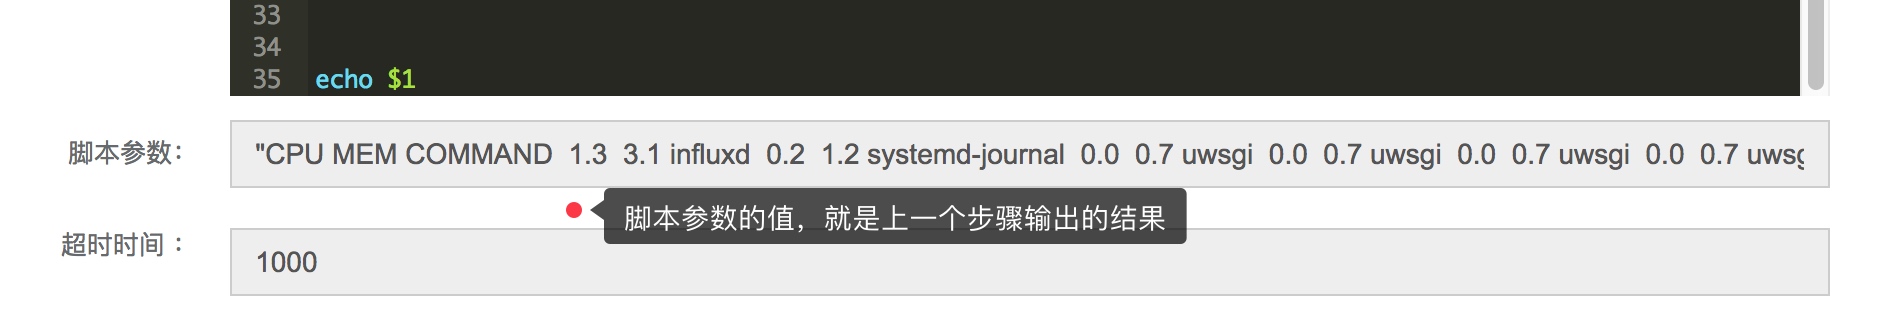 33
34
35 echo $1
脚本参数: "CPU MEM COMMAND  1.3  3.1 influxd  0.2  1.2 systemd-journal  0.0  0.7 uwsgi  0.0  0.7 uwsgi  0.0  0.7 uwsgi  0.0  0.7
脚本参数的值，就是上一个步骤输出的结果
超时时间： 1000